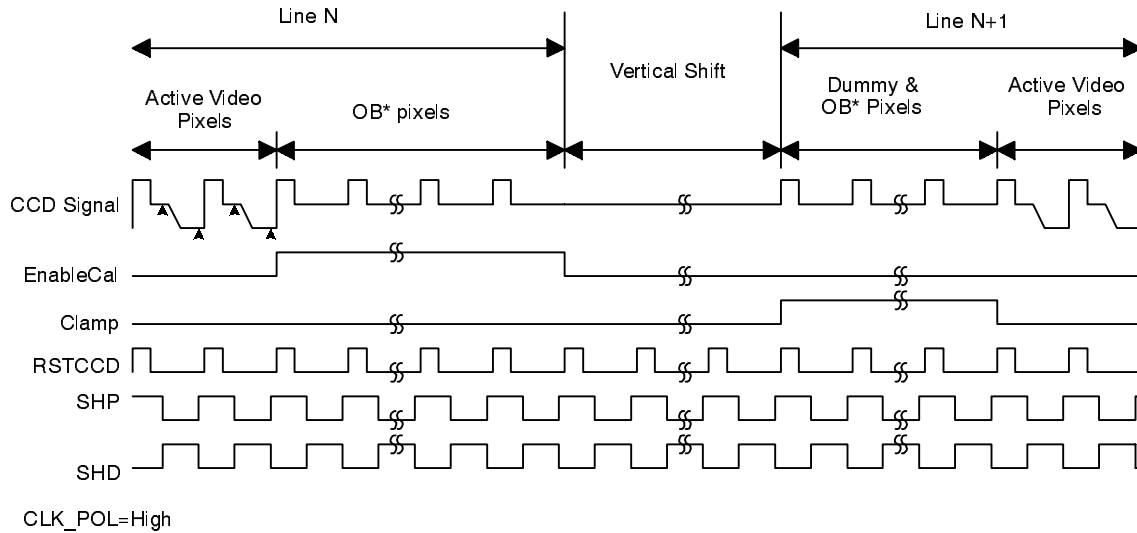 Line N
Line N+1
Vertical Shift
Active Video
Pixels
OB* pixels
Dummy &
OB* Pixels
Active Video
Pixels
CCD Signal
EnableCal
Clamp
RSTCCD
SHP
SHD
CLK_POL=High